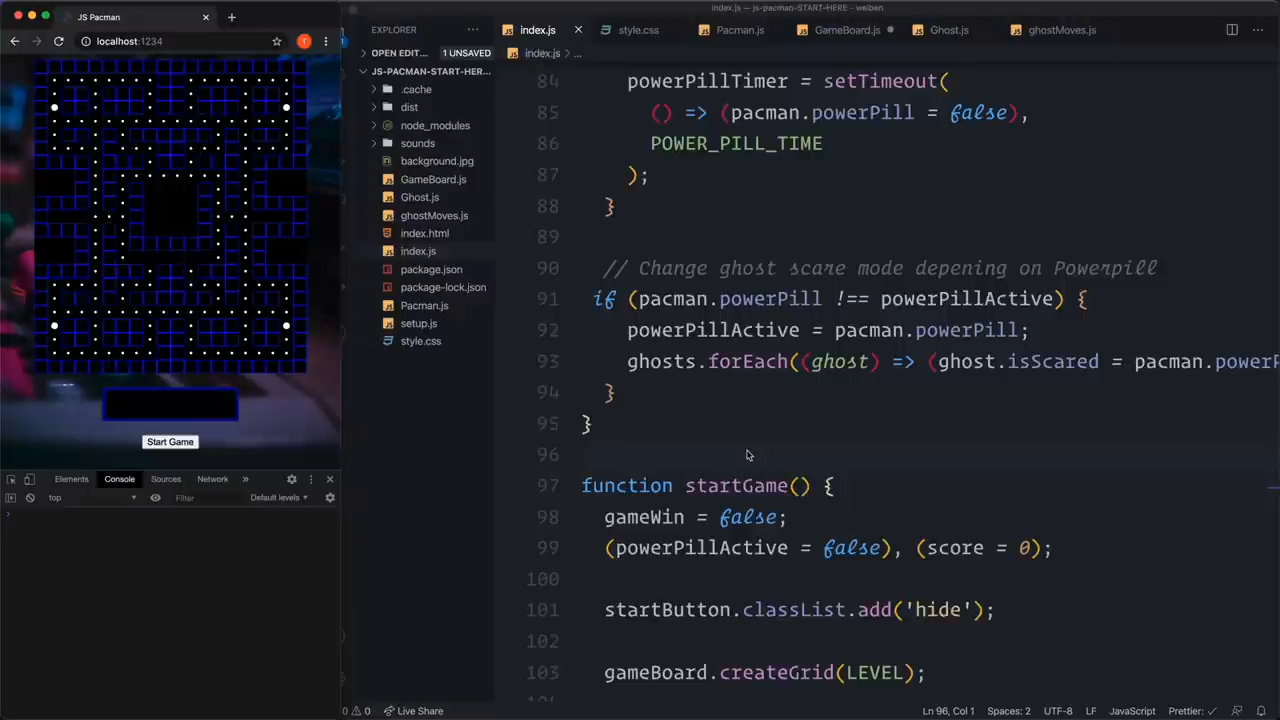 JS Pacman
localhost:1234
T
Start Game
Elements
Console
Sources
Network
»
top
Filter
Default levels
index.js — js-pacman-START-HERE - weiben
EXPLORER
OPEN EDIT... 1 UNSAVED
JS-PACMAN-START-HER...
.cache
dist
node_modules
sounds
background.jpg
GameBoard.js
Ghost.js
ghostMoves.js
index.html
index.js
package.json
package-lock.json
Pacman.js
setup.js
style.css
index.js
style.css
Pacman.js
GameBoard.js
Ghost.js
ghostMoves.js
index.js > ...
84 powerPillTimer = setTimeout(
85 () => (pacman.powerPill = false),
86 POWER_PILL_TIME
87 );
88 }
89
90 // Change ghost scare mode depening on Powerpill
91 if (pacman.powerPill !== powerPillActive) {
92 powerPillActive = pacman.powerPill;
93 ghosts.forEach((ghost) => (ghost.isScared = pacman.powerP
94 }
95 }
96
97 function startGame() {
98 gameWin = false;
99 (powerPillActive = false), (score = 0);
100
101 startButton.classList.add('hide');
102
103 gameBoard.createGrid(LEVEL);
0 0
Live Share
Ln 96, Col 1
Spaces: 2
UTF-8
LF
JavaScript
Prettier: ✓